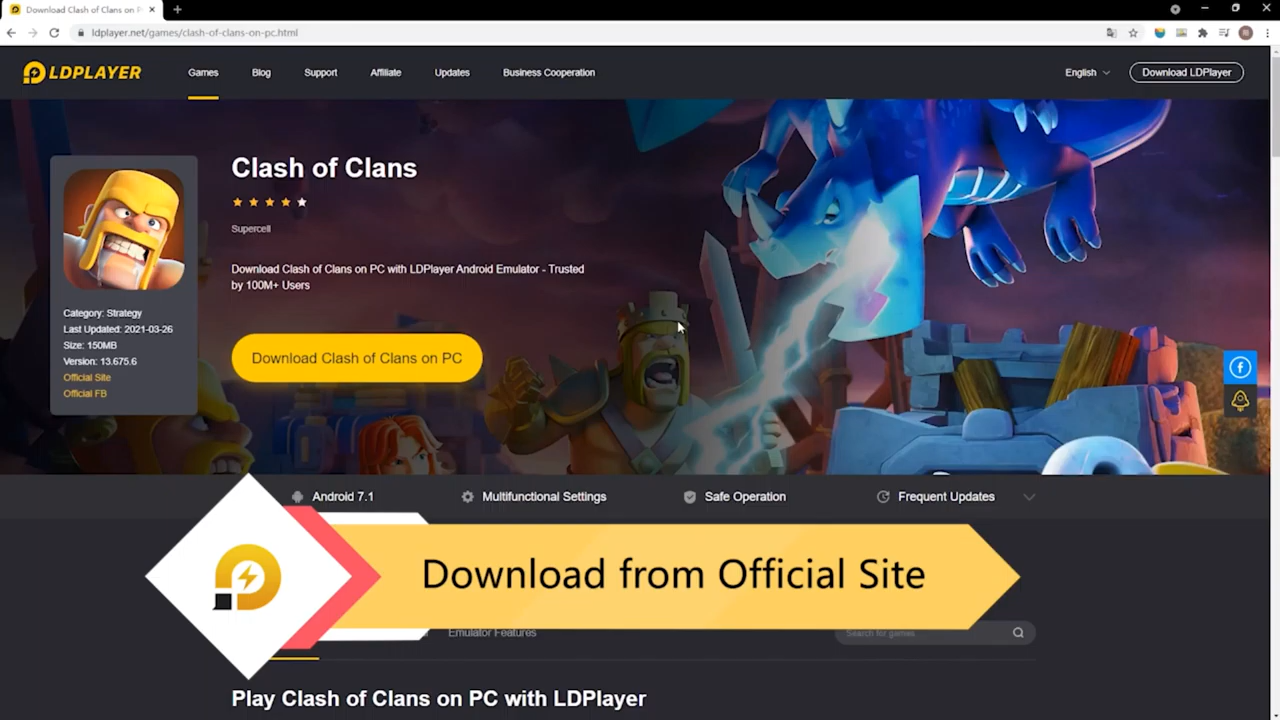 Download Clash of Clans on P
ldplayer.net/games/clash-of-clans-on-pc.html
LDPLAYER
Games
Blog
Support
Affiliate
Updates
Business Cooperation
English
Download LDPlayer
Clash of Clans
Supercell
Download Clash of Clans on PC with LDPlayer Android Emulator - Trusted
by 100M+ Users
Download Clash of Clans on PC
Category: Strategy
Last Updated: 2021-03-26
Size: 150MB
Version: 13.675.6
Official Site
Official FB
Android 7.1
Multifunctional Settings
Safe Operation
Frequent Updates
Download from Official Site
Emulator Features
Search for games
Play Clash of Clans on PC with LDPlayer